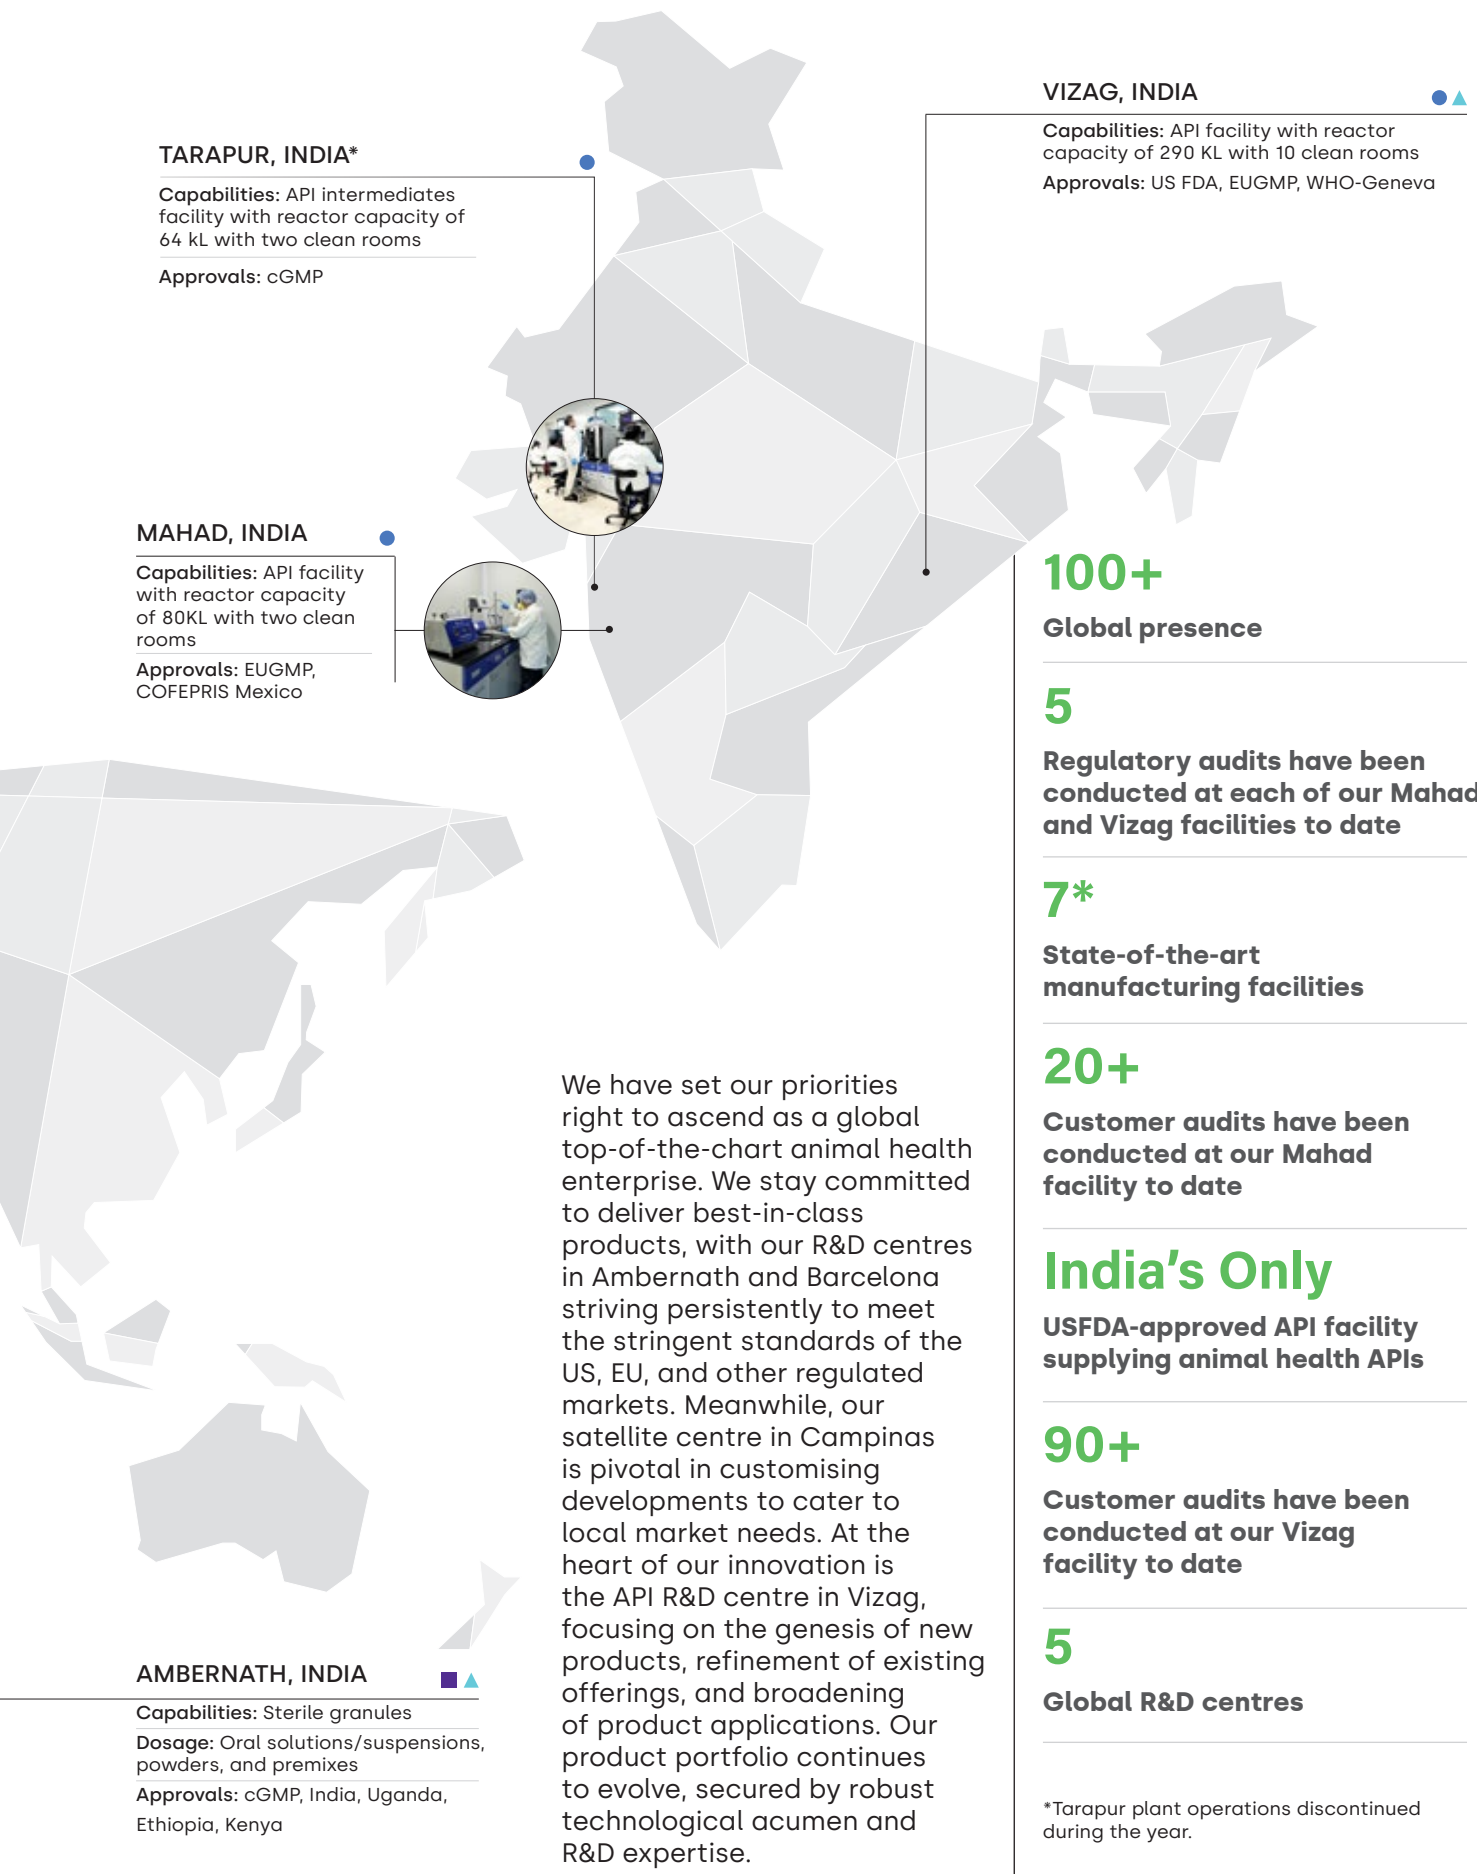 TARAPUR, INDIA*
Capabilities: API intermediates
facility with reactor capacity of
64 kL with two clean rooms
Approvals: cGMP
VIZAG, INDIA
Capabilities: API facility with reactor
capacity of 290 KL with 10 clean rooms
Approvals: US FDA, EUGMP, WHO-Geneva
MAHAD, INDIA
Capabilities: API facility
with reactor capacity
of 80KL with two clean
rooms
Approvals: EUGMP,
COFEPRIS Mexico
AMBERNATH, INDIA
Capabilities: Sterile granules
Dosage: Oral solutions/suspensions,
powders, and premixes
Approvals: cGMP, India, Uganda,
Ethiopia, Kenya
We have set our priorities
right to ascend as a global
top-of-the-chart animal health
enterprise. We stay committed
to deliver best-in-class
products, with our R&D centres
in Ambernath and Barcelona
striving persistently to meet
the stringent standards of the
US, EU, and other regulated
markets. Meanwhile, our
satellite centre in Campinas
is pivotal in customising
developments to cater to
local market needs. At the
heart of our innovation is
the API R&D centre in Vizag,
focusing on the genesis of new
products, refinement of existing
offerings, and broadening
of product applications. Our
product portfolio continues
to evolve, secured by robust
technological acumen and
R&D expertise.
100+
Global presence
5
Regulatory audits have been
conducted at each of our Mahad
and Vizag facilities to date
7*
State-of-the-art
manufacturing facilities
20+
Customer audits have been
conducted at our Mahad
facility to date
India's Only
USFDA-approved API facility
supplying animal health APIs
90+
Customer audits have been
conducted at our Vizag
facility to date
5
Global R&D centres
*Tarapur plant operations discontinued
during the year.